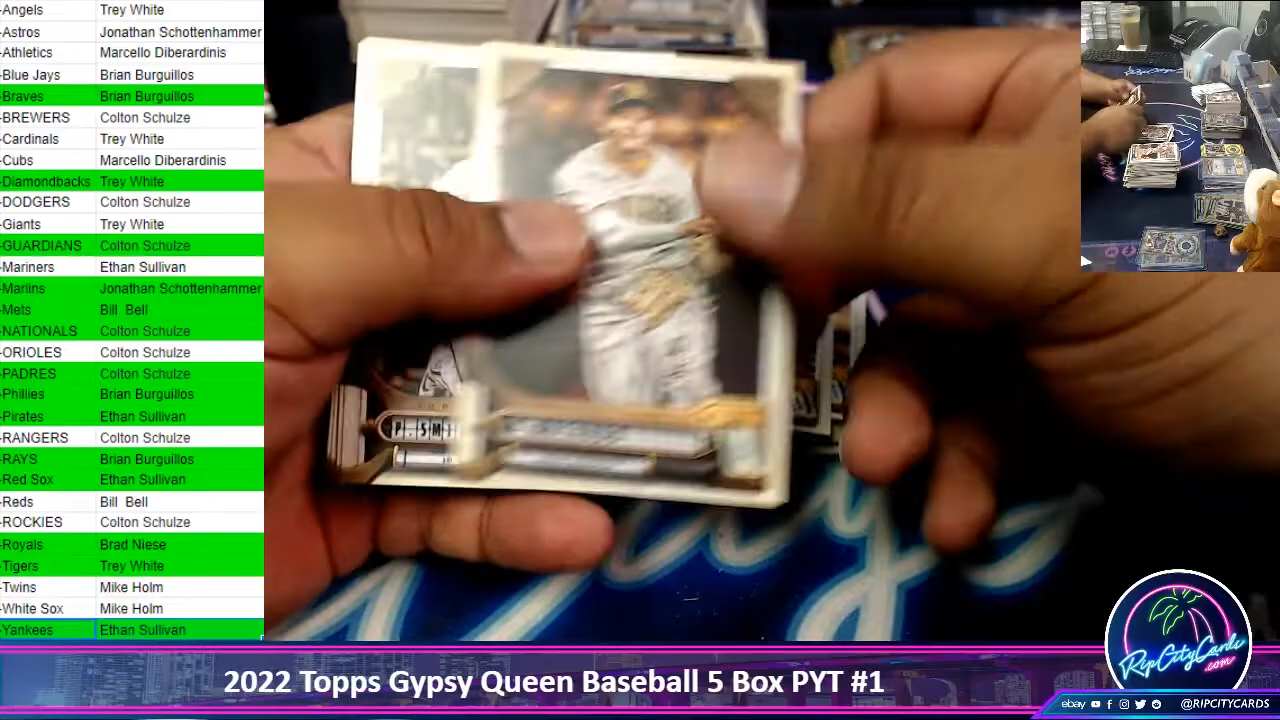 -Angels Trey White
-Astros Jonathan Schottenhammer
-Athletics Marcello Diberardinis
-Blue Jays Brian Burguillos
-Braves Brian Burguillos
-BREWERS Colton Schulze
-Cardinals Trey White
-Cubs Marcello Diberardinis
-Diamondbacks Trey White
-DODGERS Colton Schulze
-Giants Trey White
-GUARDIANS Colton Schulze
-Mariners Ethan Sullivan
-Marlins Jonathan Schottenhammer
-Mets Bill Bell
-NATIONALS Colton Schulze
-ORIOLES Colton Schulze
-PADRES Colton Schulze
-Phillies Brian Burguillos
-Pirates Ethan Sullivan
-RANGERS Colton Schulze
-RAYS Brian Burguillos
-Red Sox Ethan Sullivan
-Reds Bill Bell
-ROCKIES Colton Schulze
-Royals Brad Niese
-Tigers Trey White
-Twins Mike Holm
-White Sox Mike Holm
-Yankees Ethan Sullivan
P. SMI
2022 Topps Gypsy Queen Baseball 5 Box PYT #1
RipCityCards
.com
ebay @RIPCITYCARDS